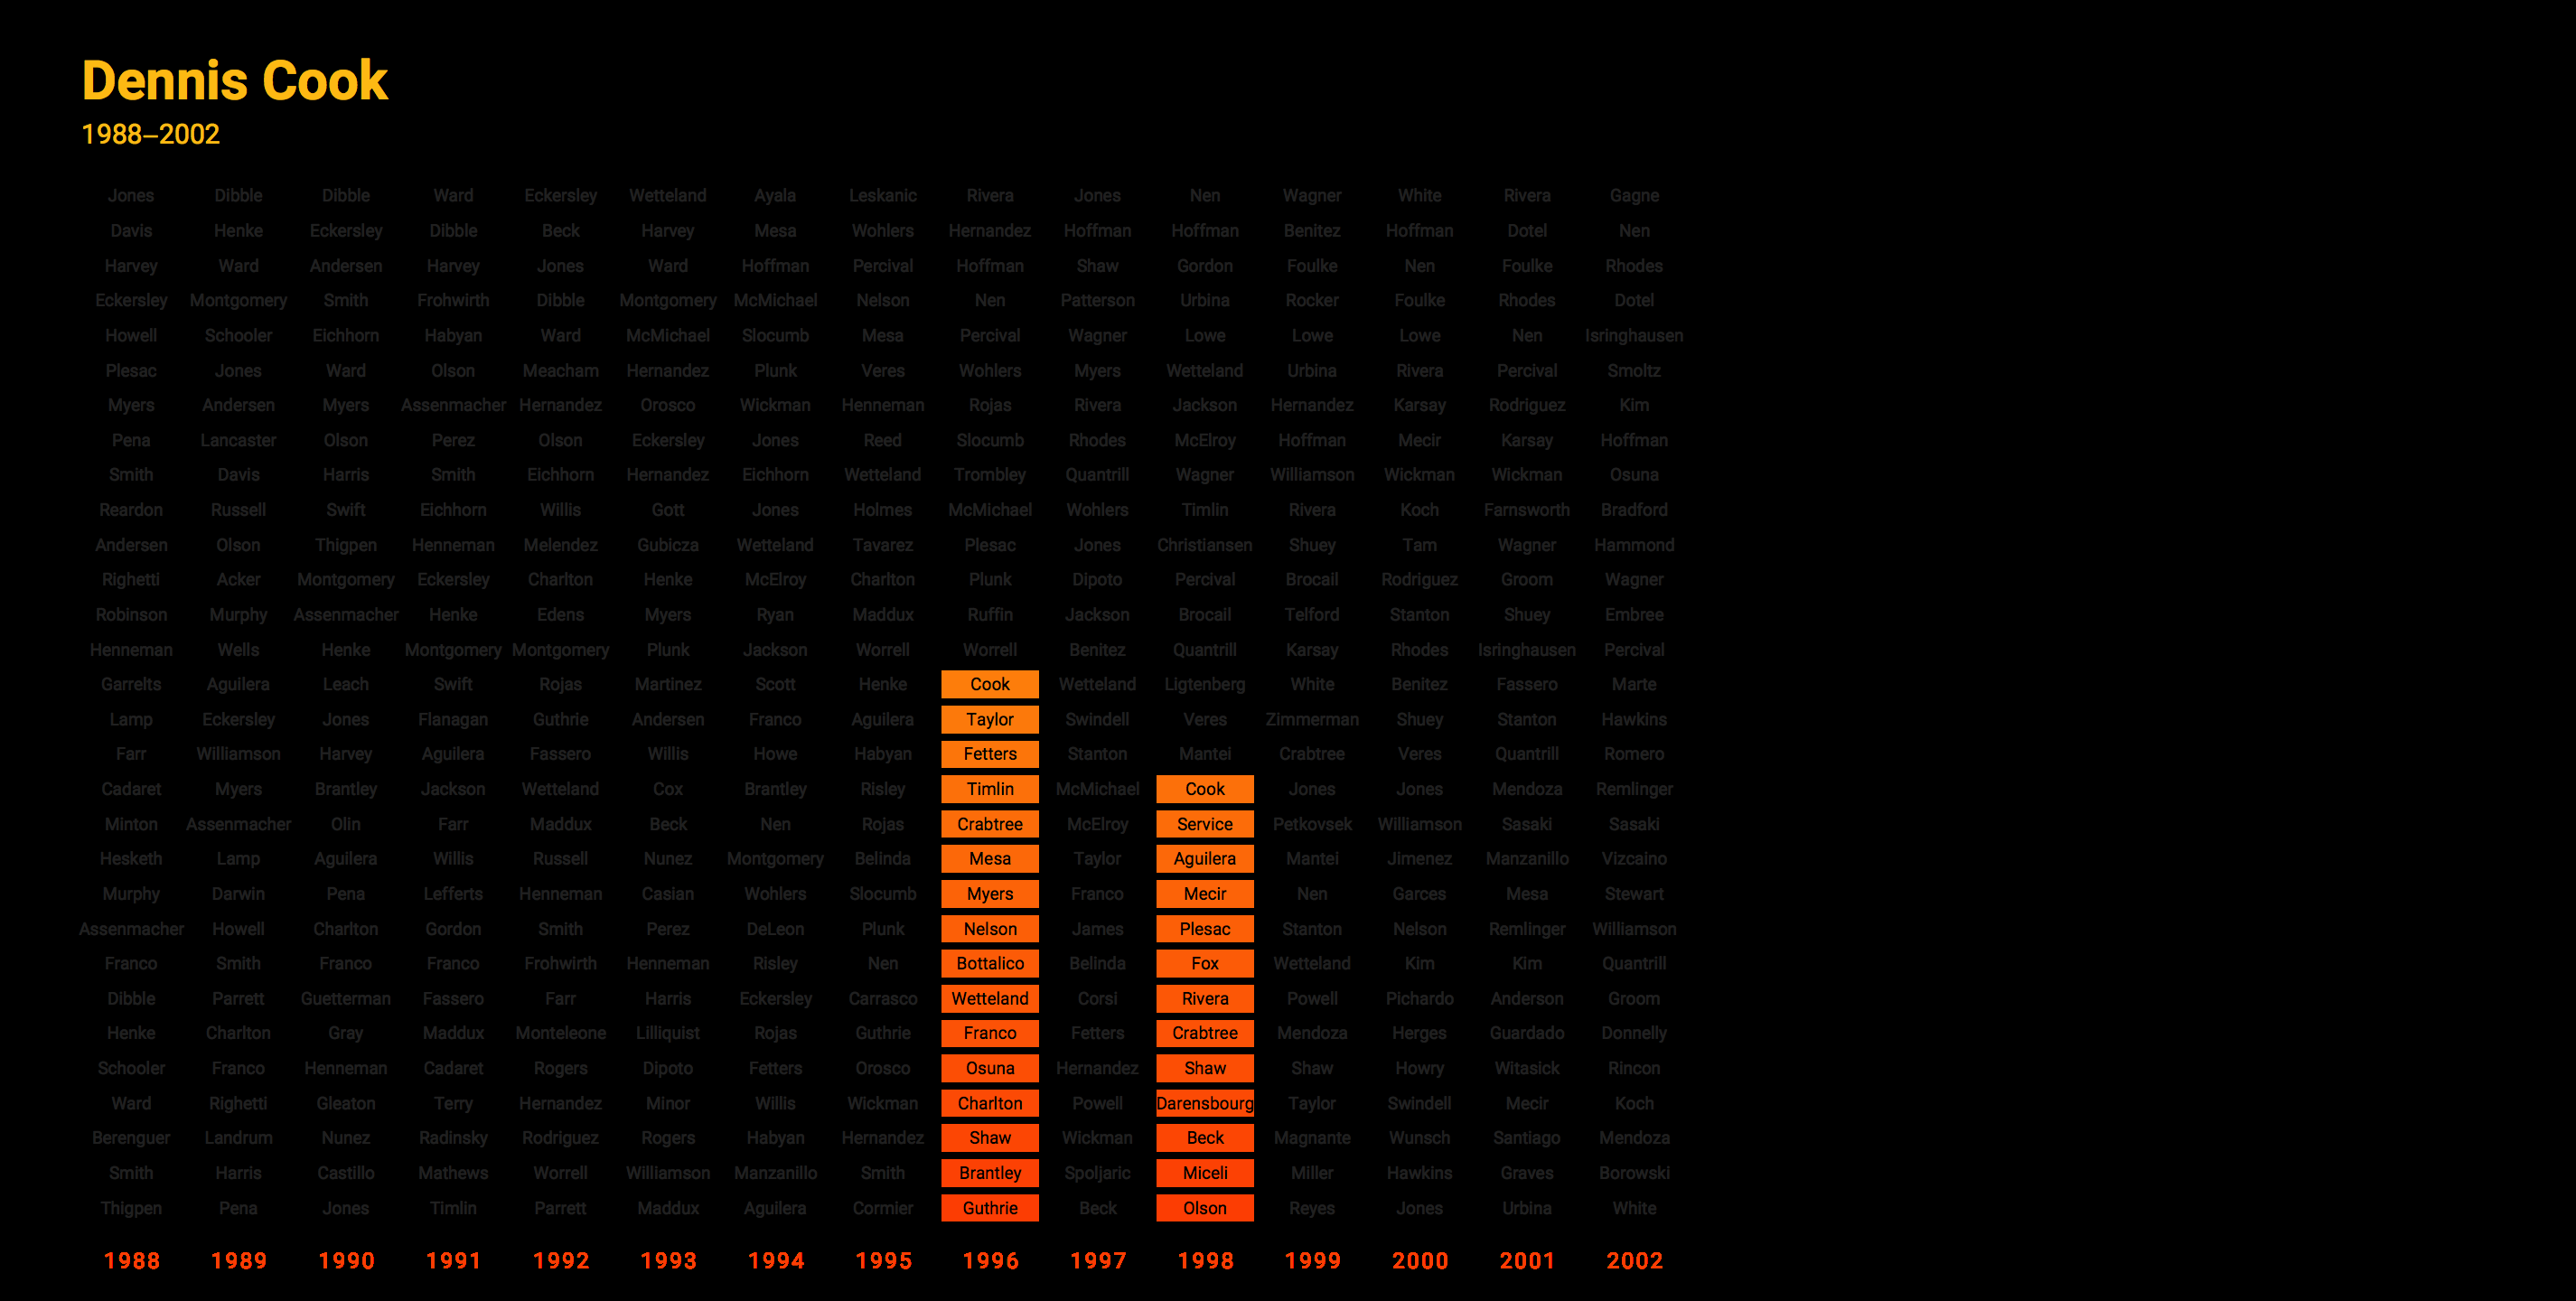 Dennis Cook
1988–2002
Jones Dibble Dibble Ward Eckersley Wetteland Ayala Leskanic Rivera Jones Nen Wagner White Rivera Gagne
Davis Henke Eckersley Dibble Beck Harvey Mesa Wohlers Hernandez Hoffman Hoffman Benitez Hoffman Dotel Nen
Harvey Ward Andersen Harvey Jones Ward Hoffman Percival Hoffman Shaw Gordon Foulke Nen Foulke Rhodes
Eckersley Montgomery Smith Frohwirth Dibble Montgomery McMichael Nelson Nen Patterson Urbina Rocker Foulke Rhodes Dotel
Howell Schooler Eichhorn Habyan Ward McMichael Slocumb Mesa Percival Wagner Lowe Lowe Lowe Nen Isringhausen
Plesac Jones Ward Olson Meacham Hernandez Plunk Veres Wohlers Myers Wetteland Urbina Rivera Percival Smoltz
Myers Andersen Myers Assenmacher Hernandez Orosco Wickman Henneman Rojas Rivera Jackson Hernandez Karsay Rodriguez Kim
Pena Lancaster Olson Perez Olson Eckersley Jones Reed Slocumb Rhodes McElroy Hoffman Mecir Karsay Hoffman
Smith Davis Harris Smith Eichhorn Hernandez Eichhorn Wetteland Trombley Quantrill Wagner Williamson Wickman Wickman Osuna
Reardon Russell Swift Eichhorn Willis Gott Jones Holmes McMichael Wohlers Timlin Rivera Koch Farnsworth Bradford
Andersen Olson Thigpen Henneman Melendez Gubicza Wetteland Tavarez Plesac Jones Christiansen Shuey Tam Wagner Hammond
Righetti Acker Montgomery Eckersley Charlton Henke McElroy Charlton Plunk Dipoto Percival Brocail Rodriguez Groom Wagner
Robinson Murphy Assenmacher Henke Edens Myers Ryan Maddux Ruffin Jackson Brocail Telford Stanton Shuey Embree
Henneman Wells Henke Montgomery Montgomery Plunk Jackson Worrell Worrell Benitez Quantrill Karsay Rhodes Isringhausen Percival
Garrelts Aguilera Leach Swift Rojas Martinez Scott Henke Cook Wetteland Ligtenberg White Benitez Fassero Marte
Lamp Eckersley Jones Flanagan Guthrie Andersen Franco Aguilera Taylor Swindell Veres Zimmerman Shuey Stanton Hawkins
Farr Williamson Harvey Aguilera Fassero Willis Howe Habyan Fetters Stanton Mantei Crabtree Veres Quantrill Romero
Cadaret Myers Brantley Jackson Wetteland Cox Brantley Risley Timlin McMichael Cook Jones Jones Mendoza Remlinger
Minton Assenmacher Olin Farr Maddux Beck Nen Rojas Crabtree McElroy Service Petkovsek Williamson Sasaki Sasaki
Hesketh Lamp Aguilera Willis Russell Nunez Montgomery Belinda Mesa Taylor Aguilera Mantei Jimenez Manzanillo Vizcaino
Murphy Darwin Pena Lefferts Henneman Casian Wohlers Slocumb Myers Franco Mecir Nen Garces Mesa Stewart
Assenmacher Howell Charlton Gordon Smith Perez DeLeon Plunk Nelson James Plesac Stanton Nelson Remlinger Williamson
Franco Smith Franco Franco Frohwirth Henneman Risley Nen Bottalico Belinda Fox Wetteland Kim Kim Quantrill
Dibble Parrett Guetterman Fassero Farr Harris Eckersley Carrasco Wetteland Corsi Rivera Powell Pichardo Anderson Groom
Henke Charlton Gray Maddux Monteleone Lilliquist Rojas Guthrie Franco Fetters Crabtree Mendoza Herges Guardado Donnelly
Schooler Franco Henneman Cadaret Rogers Dipoto Fetters Orosco Osuna Hernandez Shaw Shaw Howry Witasick Rincon
Ward Righetti Gleaton Terry Hernandez Minor Willis Wickman Charlton Powell Darensbourg Taylor Swindell Mecir Koch
Berenguer Landrum Nunez Radinsky Rodriguez Rogers Habyan Hernandez Shaw Wickman Beck Magnante Wunsch Santiago Mendoza
Smith Harris Castillo Mathews Worrell Williamson Manzanillo Smith Brantley Spoljaric Miceli Miller Hawkins Graves Borowski
Thigpen Pena Jones Timlin Parrett Maddux Aguilera Cormier Guthrie Beck Olson Reyes Jones Urbina White
1988 1989 1990 1991 1992 1993 1994 1995 1996 1997 1998 1999 2000 2001 2002